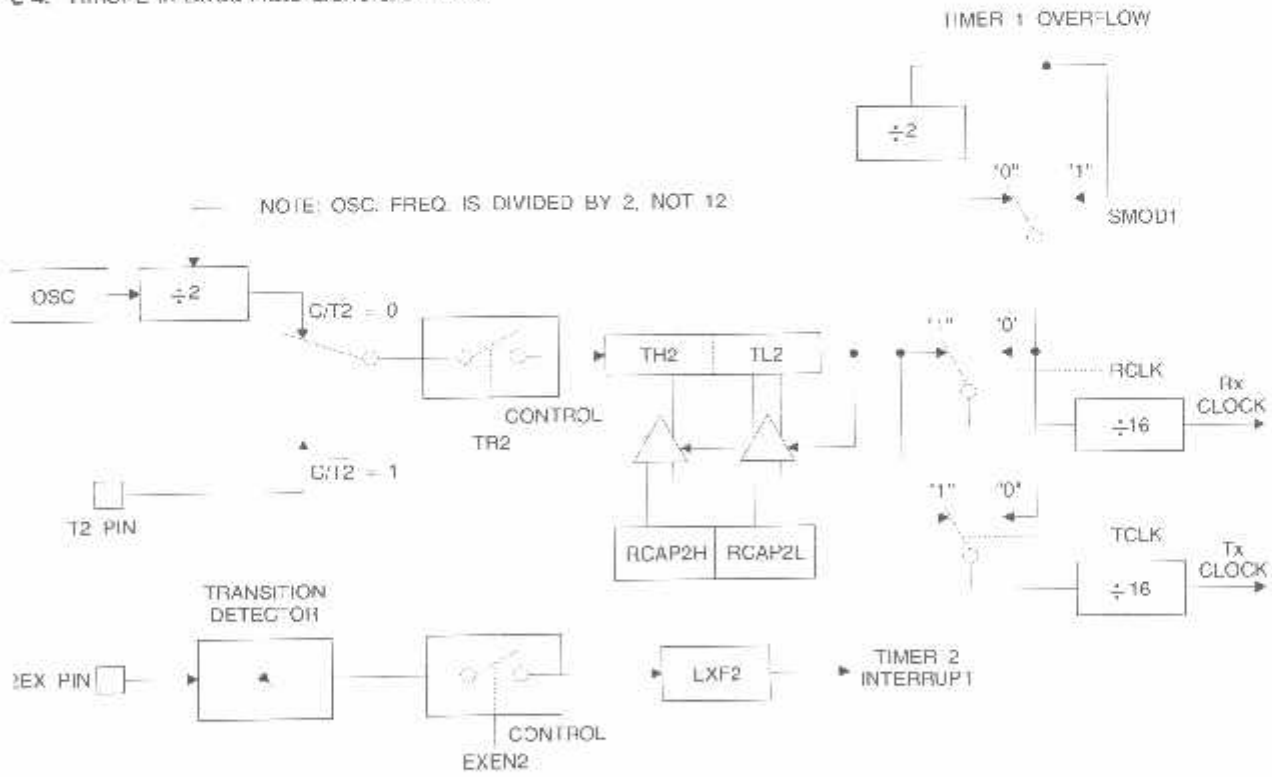 TIMER 1 OVERFLOW
÷2
"0" "1"
SMOD1
NOTE: OSC. FREQ. IS DIVIDED BY 2, NOT 12
OSC
÷2
C/T2 = 0
TH2 TL2
"1" "0"
RCLK
Rx
CLOCK
÷16
CONTROL
TR2
C/T2 = 1
T2 PIN
RCAP2H RCAP2L
"1" "0"
TCLK
Tx
CLOCK
÷16
TRANSITION
DETECTOR
2EX PIN
LXF2
TIMER 2
INTERRUPT
CONTROL
EXEN2